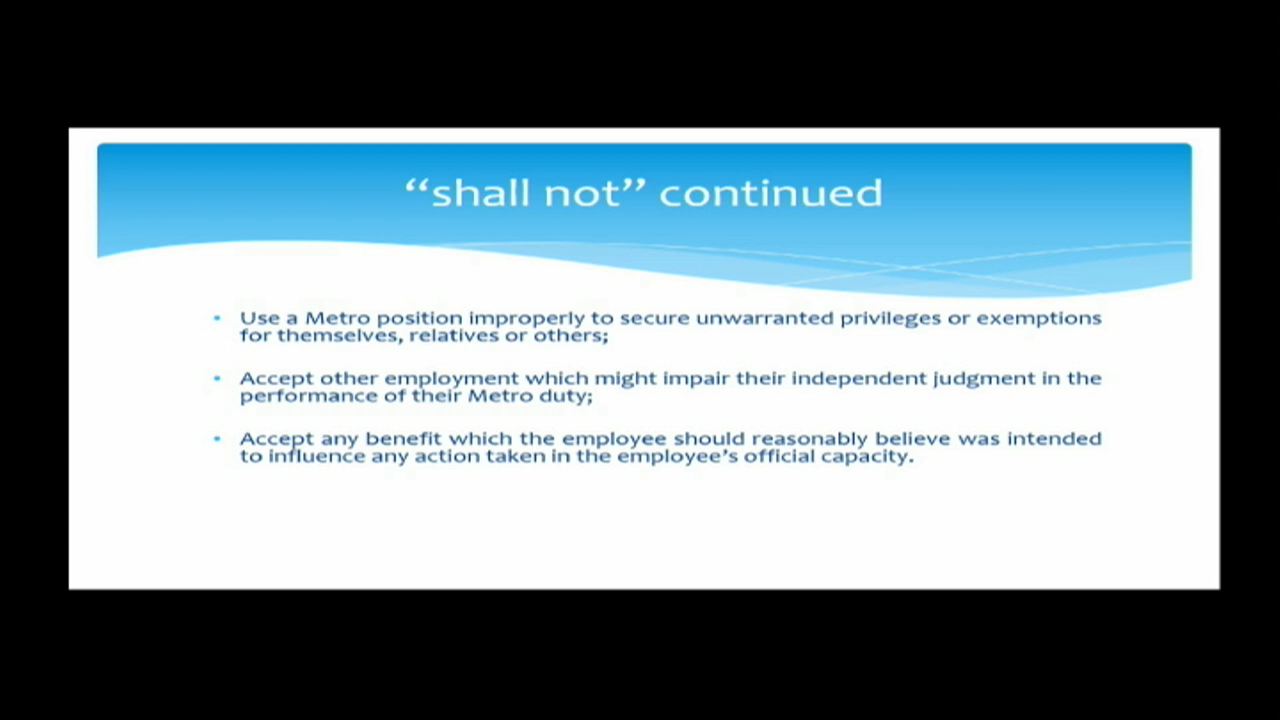 “shall not” continued
• Use a Metro position improperly to secure unwarranted privileges or exemptions
for themselves, relatives or others;
• Accept other employment which might impair their independent judgment in the
performance of their Metro duty;
• Accept any benefit which the employee should reasonably believe was intended
to influence any action taken in the employee’s official capacity.